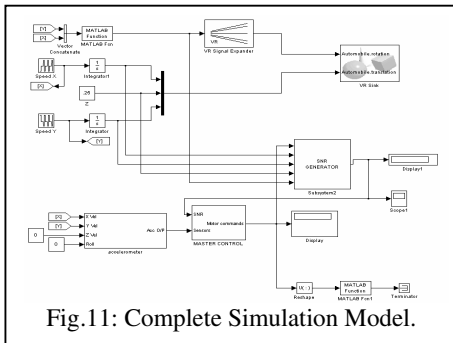 [Y]
[X]
Vector
Concatenate
MATLAB
Function
MATLAB Fcn
VR
VR Signal Expander
Automobile.rotation
Automobile.translation
VR Sink
Speed X
1
s
Integrator1
[X]
.25
Z
Speed Y
1
s
Integrator
[Y]
SNR
GENERATOR
Subsystem2
Display1
Scope1
[X]
[Y]
0
0
X Vel
Y Vel
Z Vel
Roll
Acc O/P
accelerometer
SNR
Sensors
Motor commands
MASTER CONTROL
Display
U( : )
Reshape
MATLAB
Function
MATLAB Fcn1
Terminator
Fig.11: Complete Simulation Model.